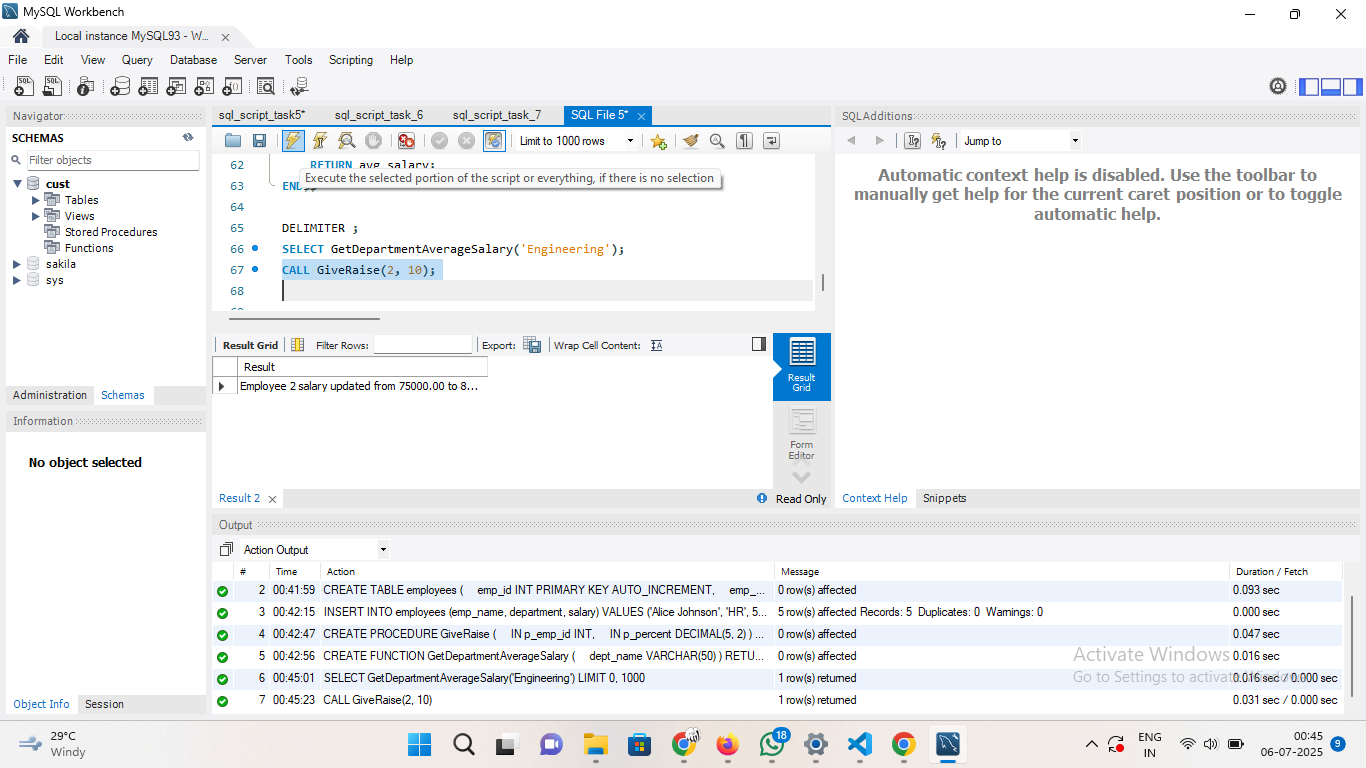 MySQL Workbench
Local instance MySQL93 - W...
File Edit View Query Database Server Tools Scripting Help
Navigator
SCHEMAS
Filter objects
cust
Tables
Views
Stored Procedures
Functions
sakila
sys
Administration Schemas
Information
No object selected
Object Info Session
sql_script_task5* sql_script_task_6 sql_script_task_7 SQL File 5*
Limit to 1000 rows
62 RETURN avg_salary;
Execute the selected portion of the script or everything, if there is no selection
63 END
64
65 DELIMITER ;
66 SELECT GetDepartmentAverageSalary('Engineering');
67 CALL GiveRaise(2, 10);
68
Result Grid Filter Rows: Export: Wrap Cell Content:
Result
Employee 2 salary updated from 75000.00 to 8...
Result Grid
Form Editor
Result 2 Read Only
SQLAdditions
Jump to
Automatic context help is disabled. Use the toolbar to
manually get help for the current caret position or to toggle
automatic help.
Context Help Snippets
Output
Action Output
# Time Action Message Duration / Fetch
2 00:41:59 CREATE TABLE employees ( emp_id INT PRIMARY KEY AUTO_INCREMENT, emp_... 0 row(s) affected 0.093 sec
3 00:42:15 INSERT INTO employees (emp_name, department, salary) VALUES ('Alice Johnson', 'HR', 5... 5 row(s) affected Records: 5 Duplicates: 0 Warnings: 0 0.000 sec
4 00:42:47 CREATE PROCEDURE GiveRaise ( IN p_emp_id INT, IN p_percent DECIMAL(5, 2) ) ... 0 row(s) affected 0.047 sec
5 00:42:56 CREATE FUNCTION GetDepartmentAverageSalary ( dept_name VARCHAR(50) ) RETU... 0 row(s) affected 0.016 sec
6 00:45:01 SELECT GetDepartmentAverageSalary('Engineering') LIMIT 0, 1000 1 row(s) returned 0.016 sec / 0.000 sec
7 00:45:23 CALL GiveRaise(2, 10) 1 row(s) returned 0.031 sec / 0.000 sec
Activate Windows
Go to Settings to activate Windows.
29°C
Windy
18
ENG
IN
00:45
06-07-2025
9